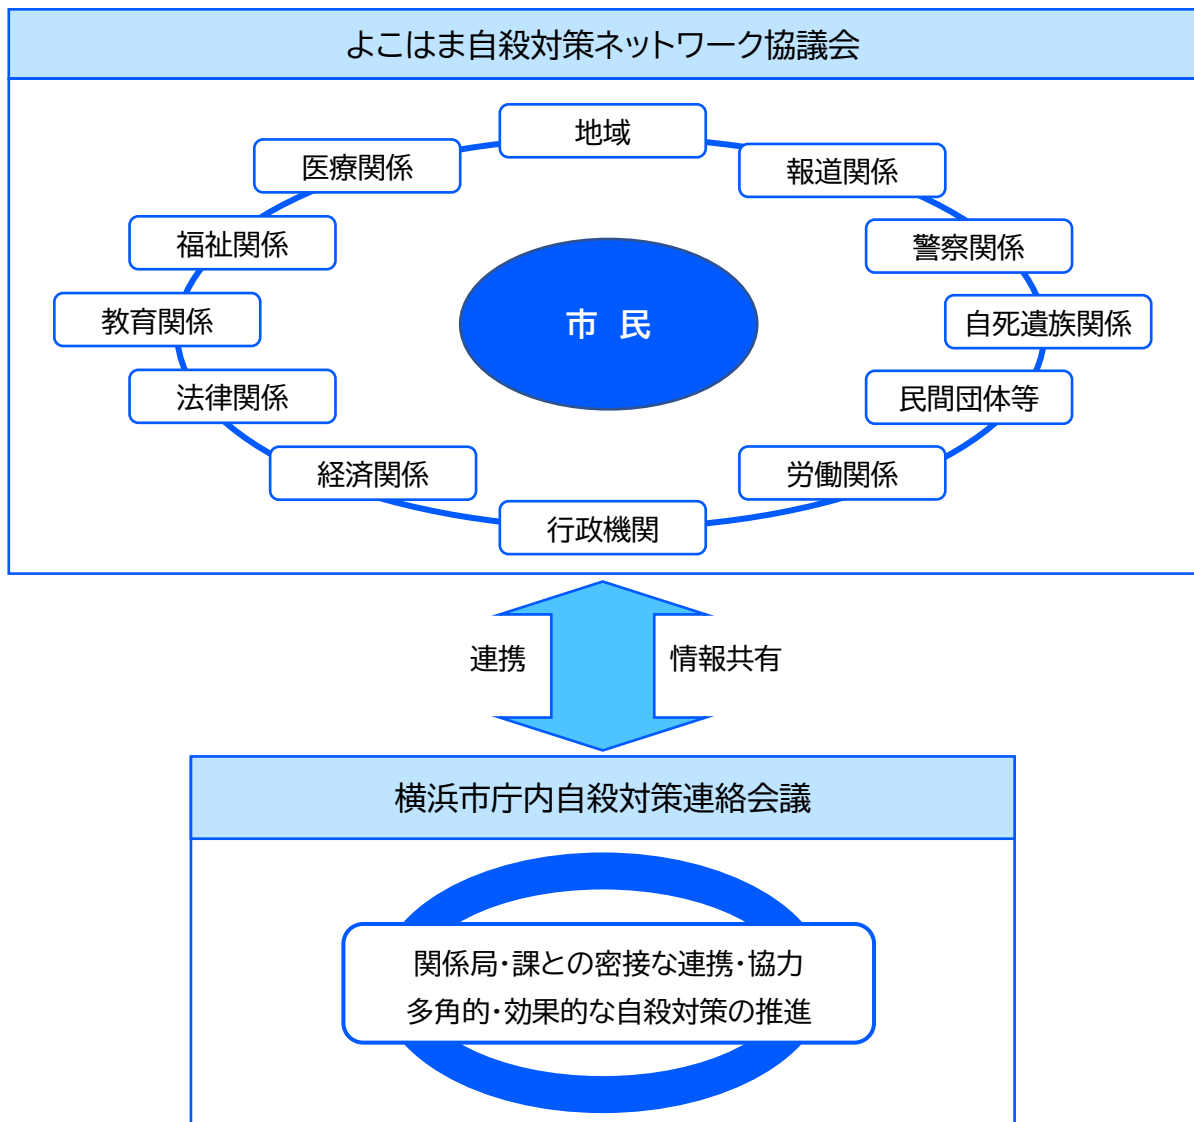 よこはま自殺対策ネットワーク協議会
地域
医療関係
報道関係
福祉関係
警察関係
教育関係
市 民
自死遺族関係
法律関係
民間団体等
経済関係
労働関係
行政機関
連携
情報共有
横浜市庁内自殺対策連絡会議
関係局・課との密接な連携・協力
多角的・効果的な自殺対策の推進